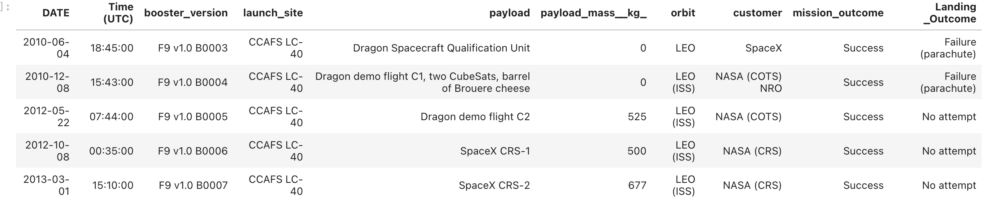 ]:
DATE Time (UTC) booster_version launch_site payload payload_mass__kg_ orbit customer mission_outcome Landing _Outcome
2010-06-04 18:45:00 F9 v1.0 B0003 CCAFS LC-40 Dragon Spacecraft Qualification Unit 0 LEO SpaceX Success Failure (parachute)
2010-12-08 15:43:00 F9 v1.0 B0004 CCAFS LC-40 Dragon demo flight C1, two CubeSats, barrel of Brouere cheese 0 LEO (ISS) NASA (COTS) NRO Success Failure (parachute)
2012-05-22 07:44:00 F9 v1.0 B0005 CCAFS LC-40 Dragon demo flight C2 525 LEO (ISS) NASA (COTS) Success No attempt
2012-10-08 00:35:00 F9 v1.0 B0006 CCAFS LC-40 SpaceX CRS-1 500 LEO (ISS) NASA (CRS) Success No attempt
2013-03-01 15:10:00 F9 v1.0 B0007 CCAFS LC-40 SpaceX CRS-2 677 LEO (ISS) NASA (CRS) Success No attempt